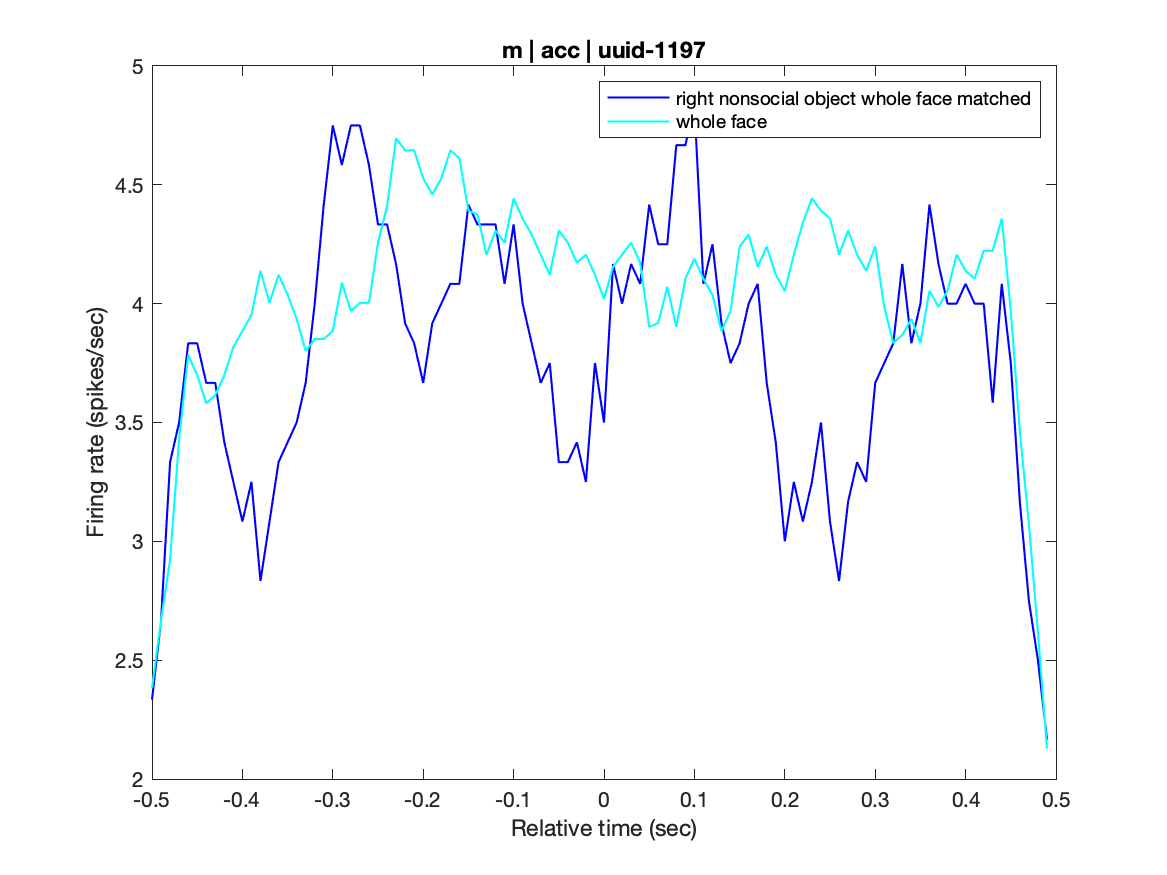 m | acc | uuid-1197
right nonsocial object whole face matched
whole face
Firing rate (spikes/sec)
5
4.5
4
3.5
3
2.5
2
-0.5 -0.4 -0.3 -0.2 -0.1 0 0.1 0.2 0.3 0.4 0.5
Relative time (sec)